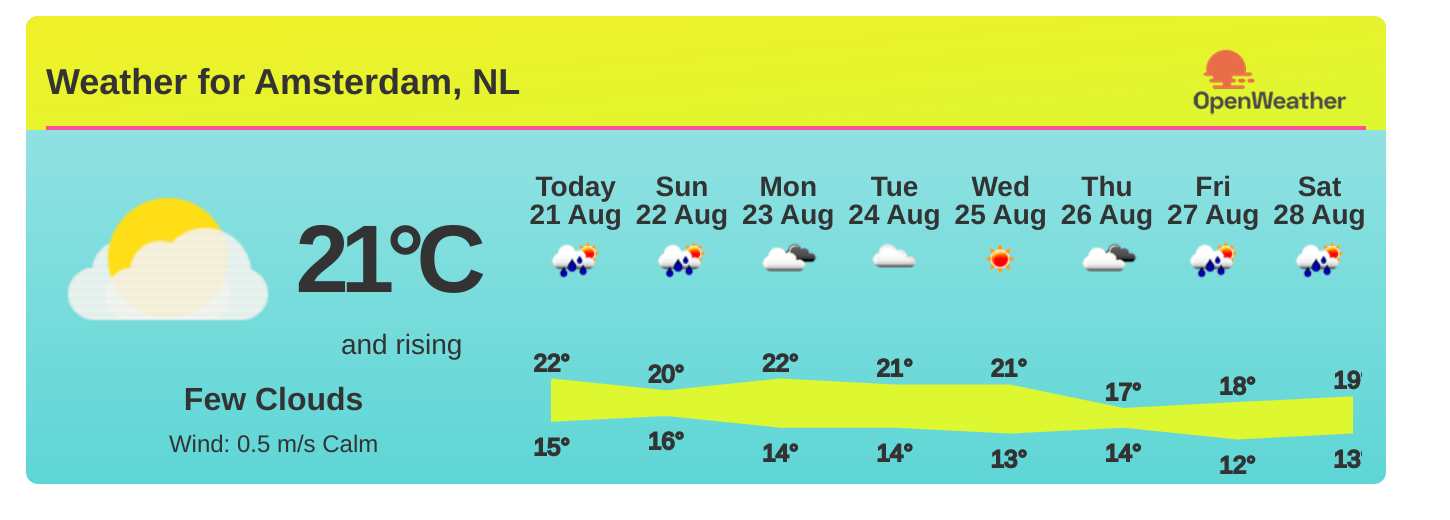 Weather for Amsterdam, NL
OpenWeather
21°C
and rising
Few Clouds
Wind: 0.5 m/s Calm
Today Sun Mon Tue Wed Thu Fri Sat
21 Aug 22 Aug 23 Aug 24 Aug 25 Aug 26 Aug 27 Aug 28 Aug
22° 20° 22° 21° 21° 17° 18° 19°
15° 16° 14° 14° 13° 14° 12° 13°